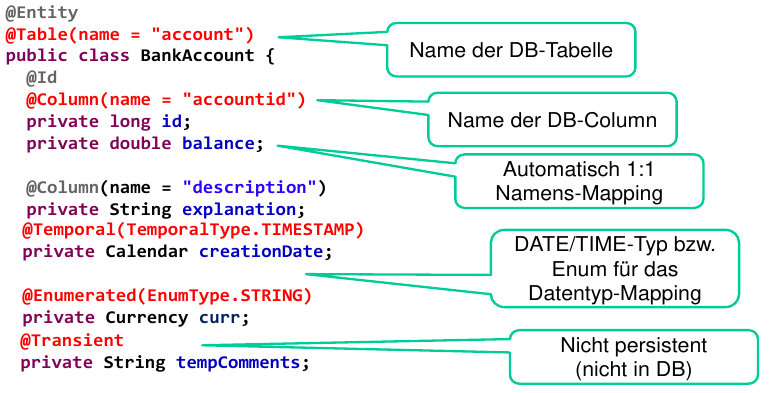 @Entity
@Table(name = "account")
public class BankAccount {
Name der DB-Tabelle
@Id
@Column(name = "accountid")
private long id;
Name der DB-Column
private double balance;
Automatisch 1:1
Namens-Mapping
@Column(name = "description")
private String explanation;
@Temporal(TemporalType.TIMESTAMP)
private Calendar creationDate;
DATE/TIME-Typ bzw.
Enum für das
Datentyp-Mapping
@Enumerated(EnumType.STRING)
private Currency curr;
@Transient
private String tempComments;
Nicht persistent
(nicht in DB)